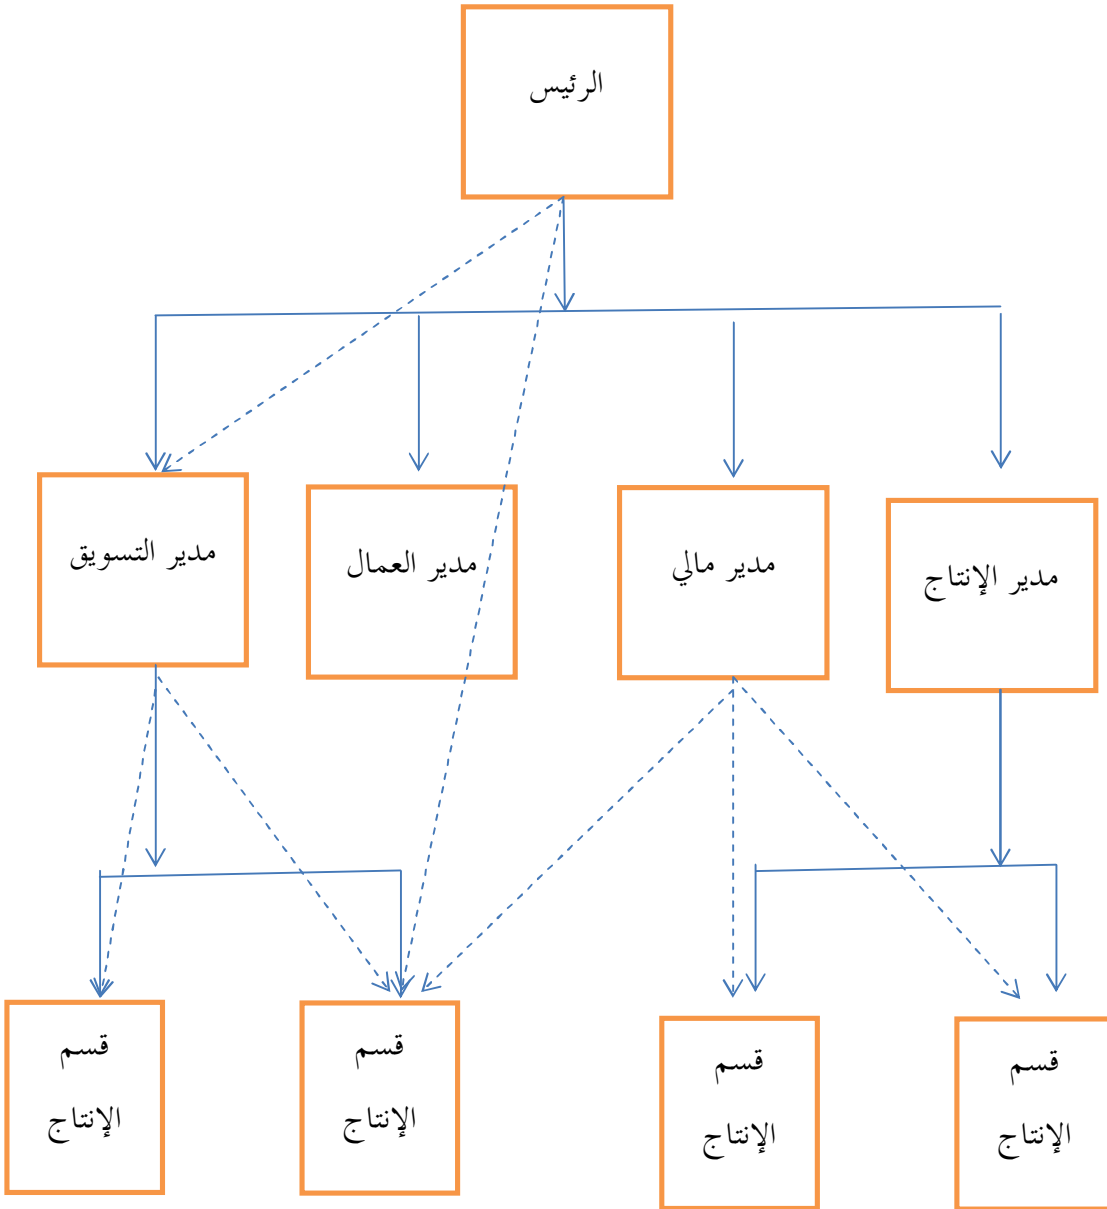 الرئيس
مدير الإنتاج
مدير مالي
مدير العمال
مدير التسويق
قسم
الإنتاج
قسم
الإنتاج
قسم
الإنتاج
قسم
الإنتاج